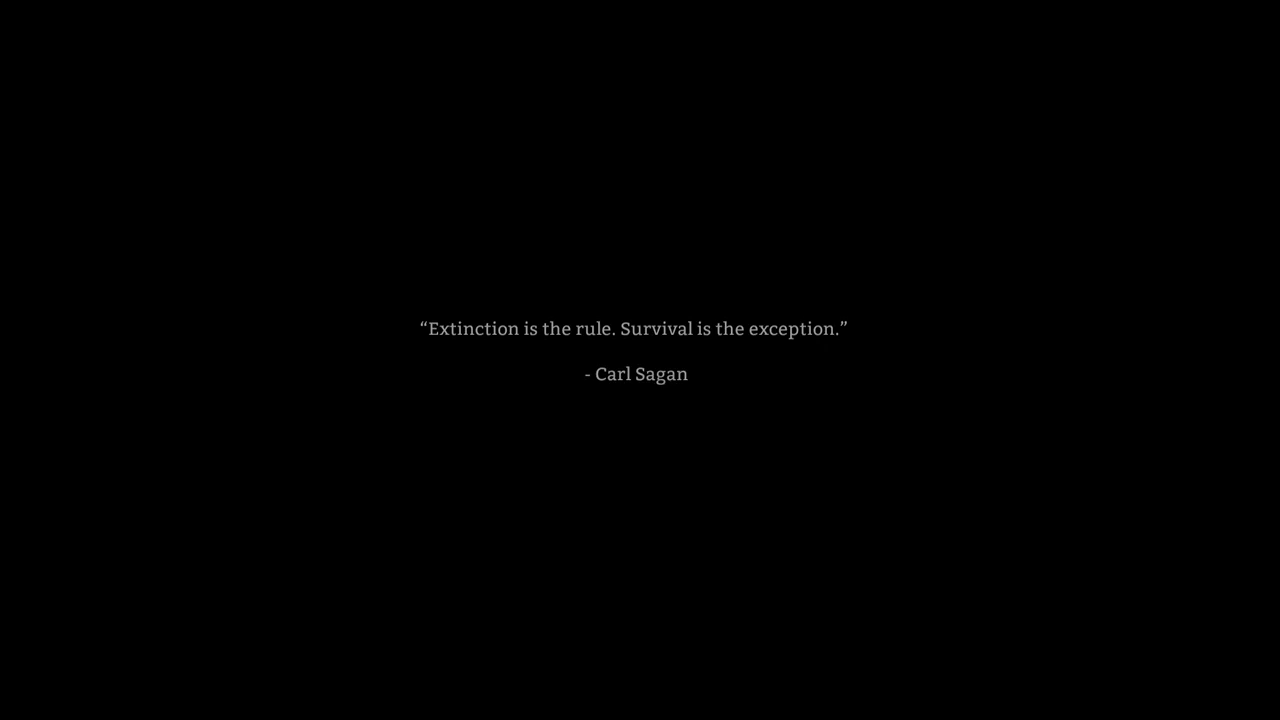 “Extinction is the rule. Survival is the exception.”
- Carl Sagan